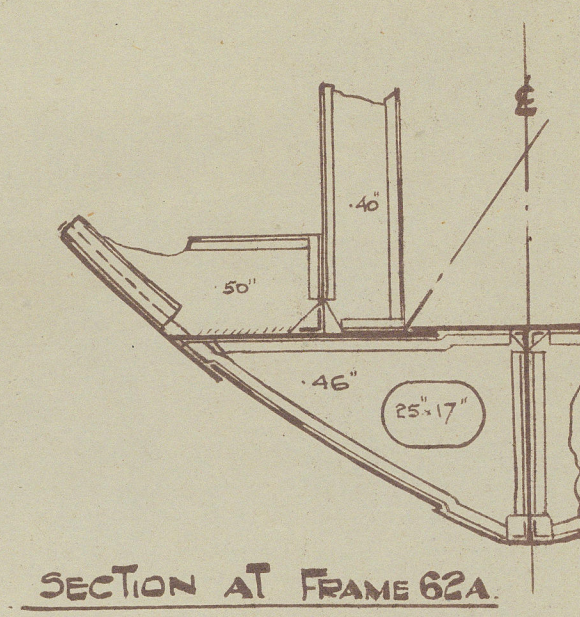 ℄
·40"
·50"
·46"
25"x17"
SECTION AT FRAME 62A.